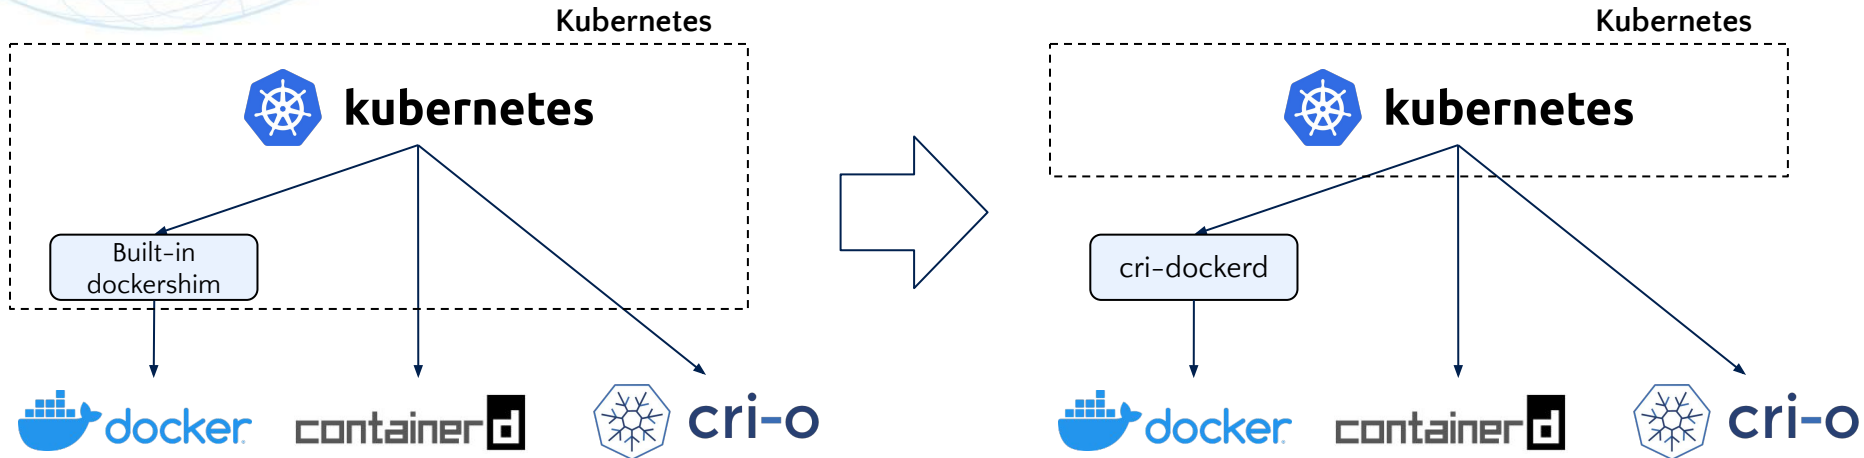 Kubernetes
kubernetes
Built-in
dockershim
docker
containerd
cri-o
Kubernetes
kubernetes
cri-dockerd
docker
containerd
cri-o